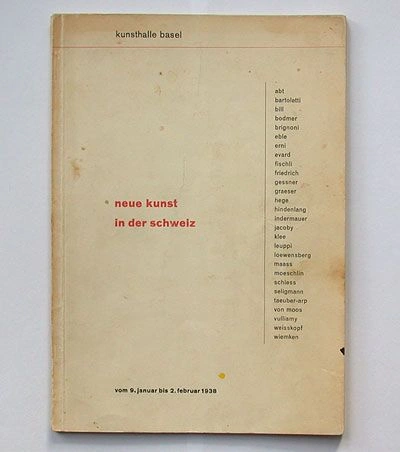 kunsthalle basel
neue kunst
in der schweiz
abt
bartoletti
bill
bodmer
brignoni
eble
erni
evard
fischli
friedrich
gessner
graeser
hege
hindenlang
indermauer
jacoby
klee
leuppi
loewensberg
maass
moeschlin
schiess
seligmann
taeuber-arp
von moos
vulliamy
weisskopf
wiemken
vom 9. januar bis 2. februar 1938